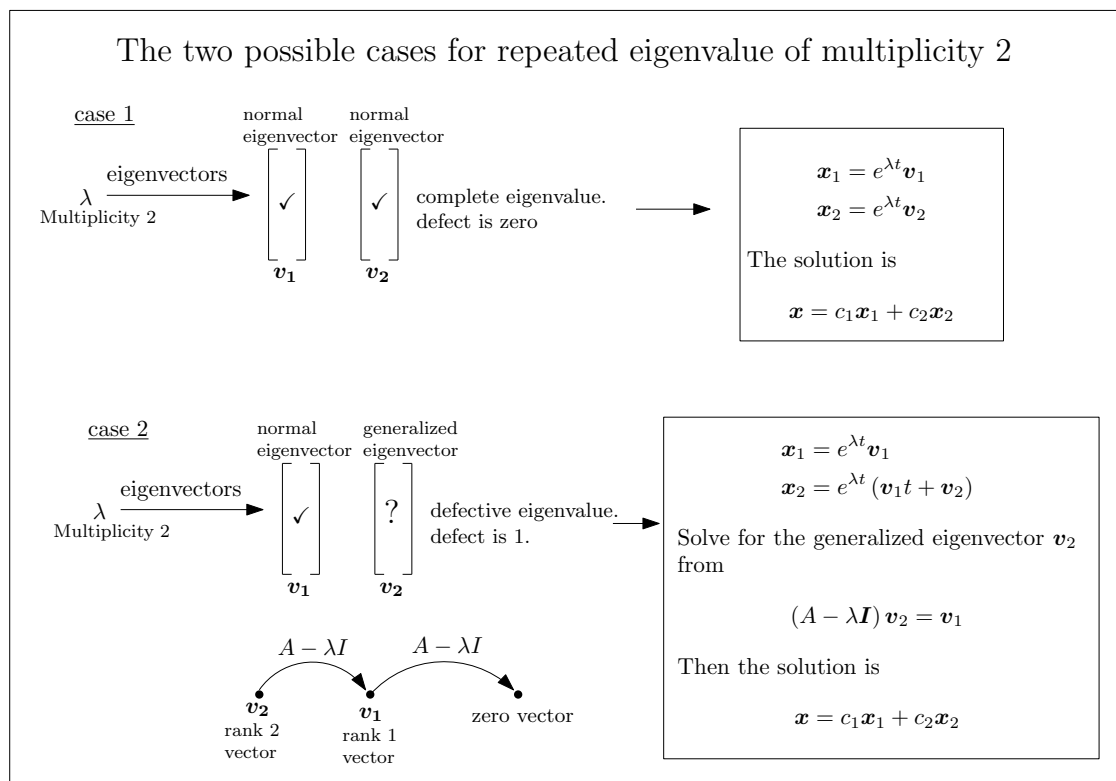 The two possible cases for repeated eigenvalue of multiplicity 2
case 1
λ
Multiplicity 2
eigenvectors
normal
eigenvector
✓
v₁
normal
eigenvector
✓
v₂
complete eigenvalue.
defect is zero
x₁ = e^{λt}v₁
x₂ = e^{λt}v₂
The solution is
x = c₁x₁ + c₂x₂
case 2
λ
Multiplicity 2
eigenvectors
normal
eigenvector
✓
v₁
generalized
eigenvector
?
v₂
defective eigenvalue.
defect is 1.
A − λI
A − λI
v₂
rank 2
vector
v₁
rank 1
vector
zero vector
x₁ = e^{λt}v₁
x₂ = e^{λt} (v₁t + v₂)
Solve for the generalized eigenvector v₂
from
(A − λI) v₂ = v₁
Then the solution is
x = c₁x₁ + c₂x₂